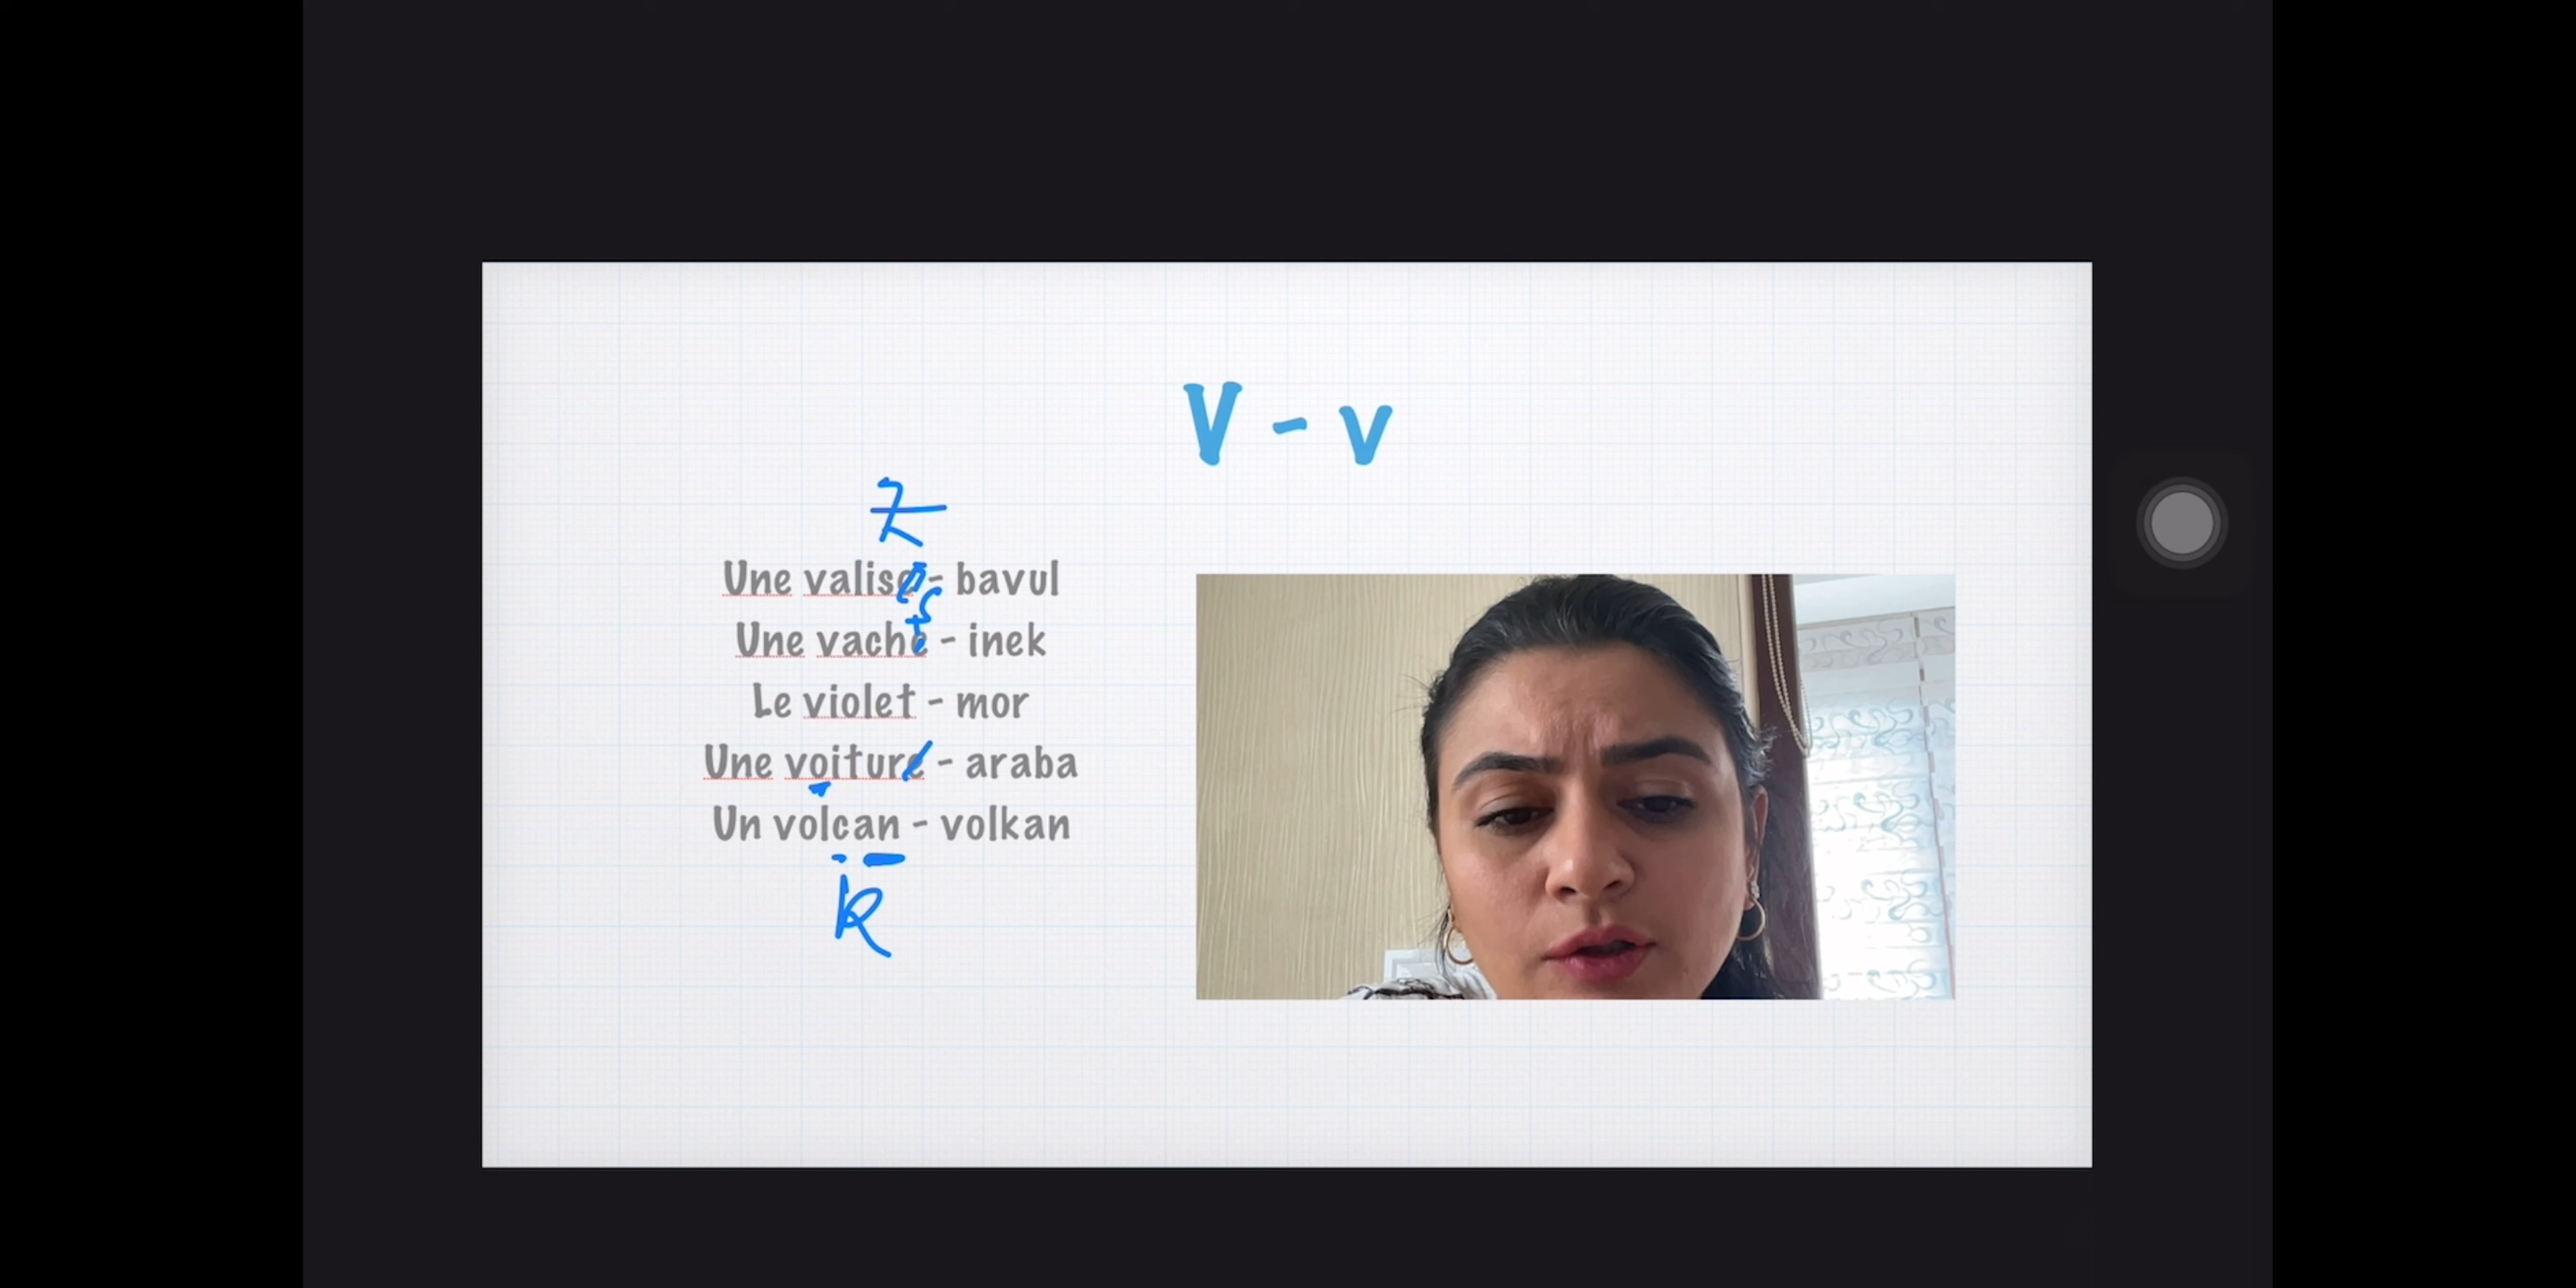 V - v
Z
Une valise - bavul
ş
Une vache - inek
Le violet - mor
Une voiture - araba
Un volcan - volkan
k